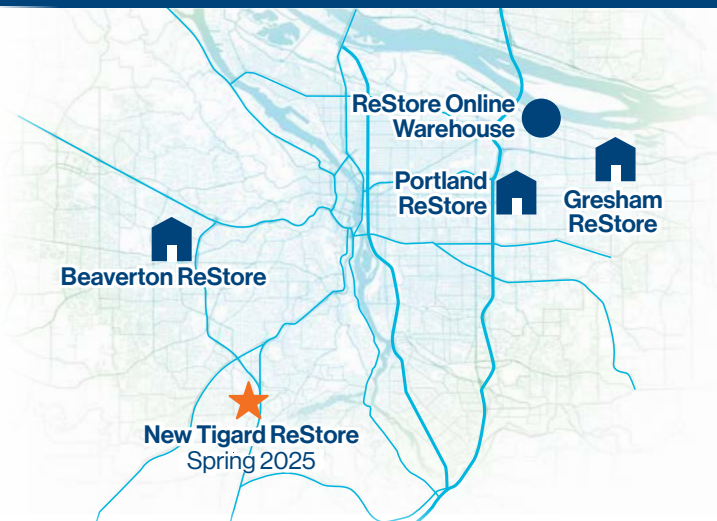 ReStore Online
Warehouse
Portland
ReStore
Gresham
ReStore
Beaverton ReStore
New Tigard ReStore
Spring 2025